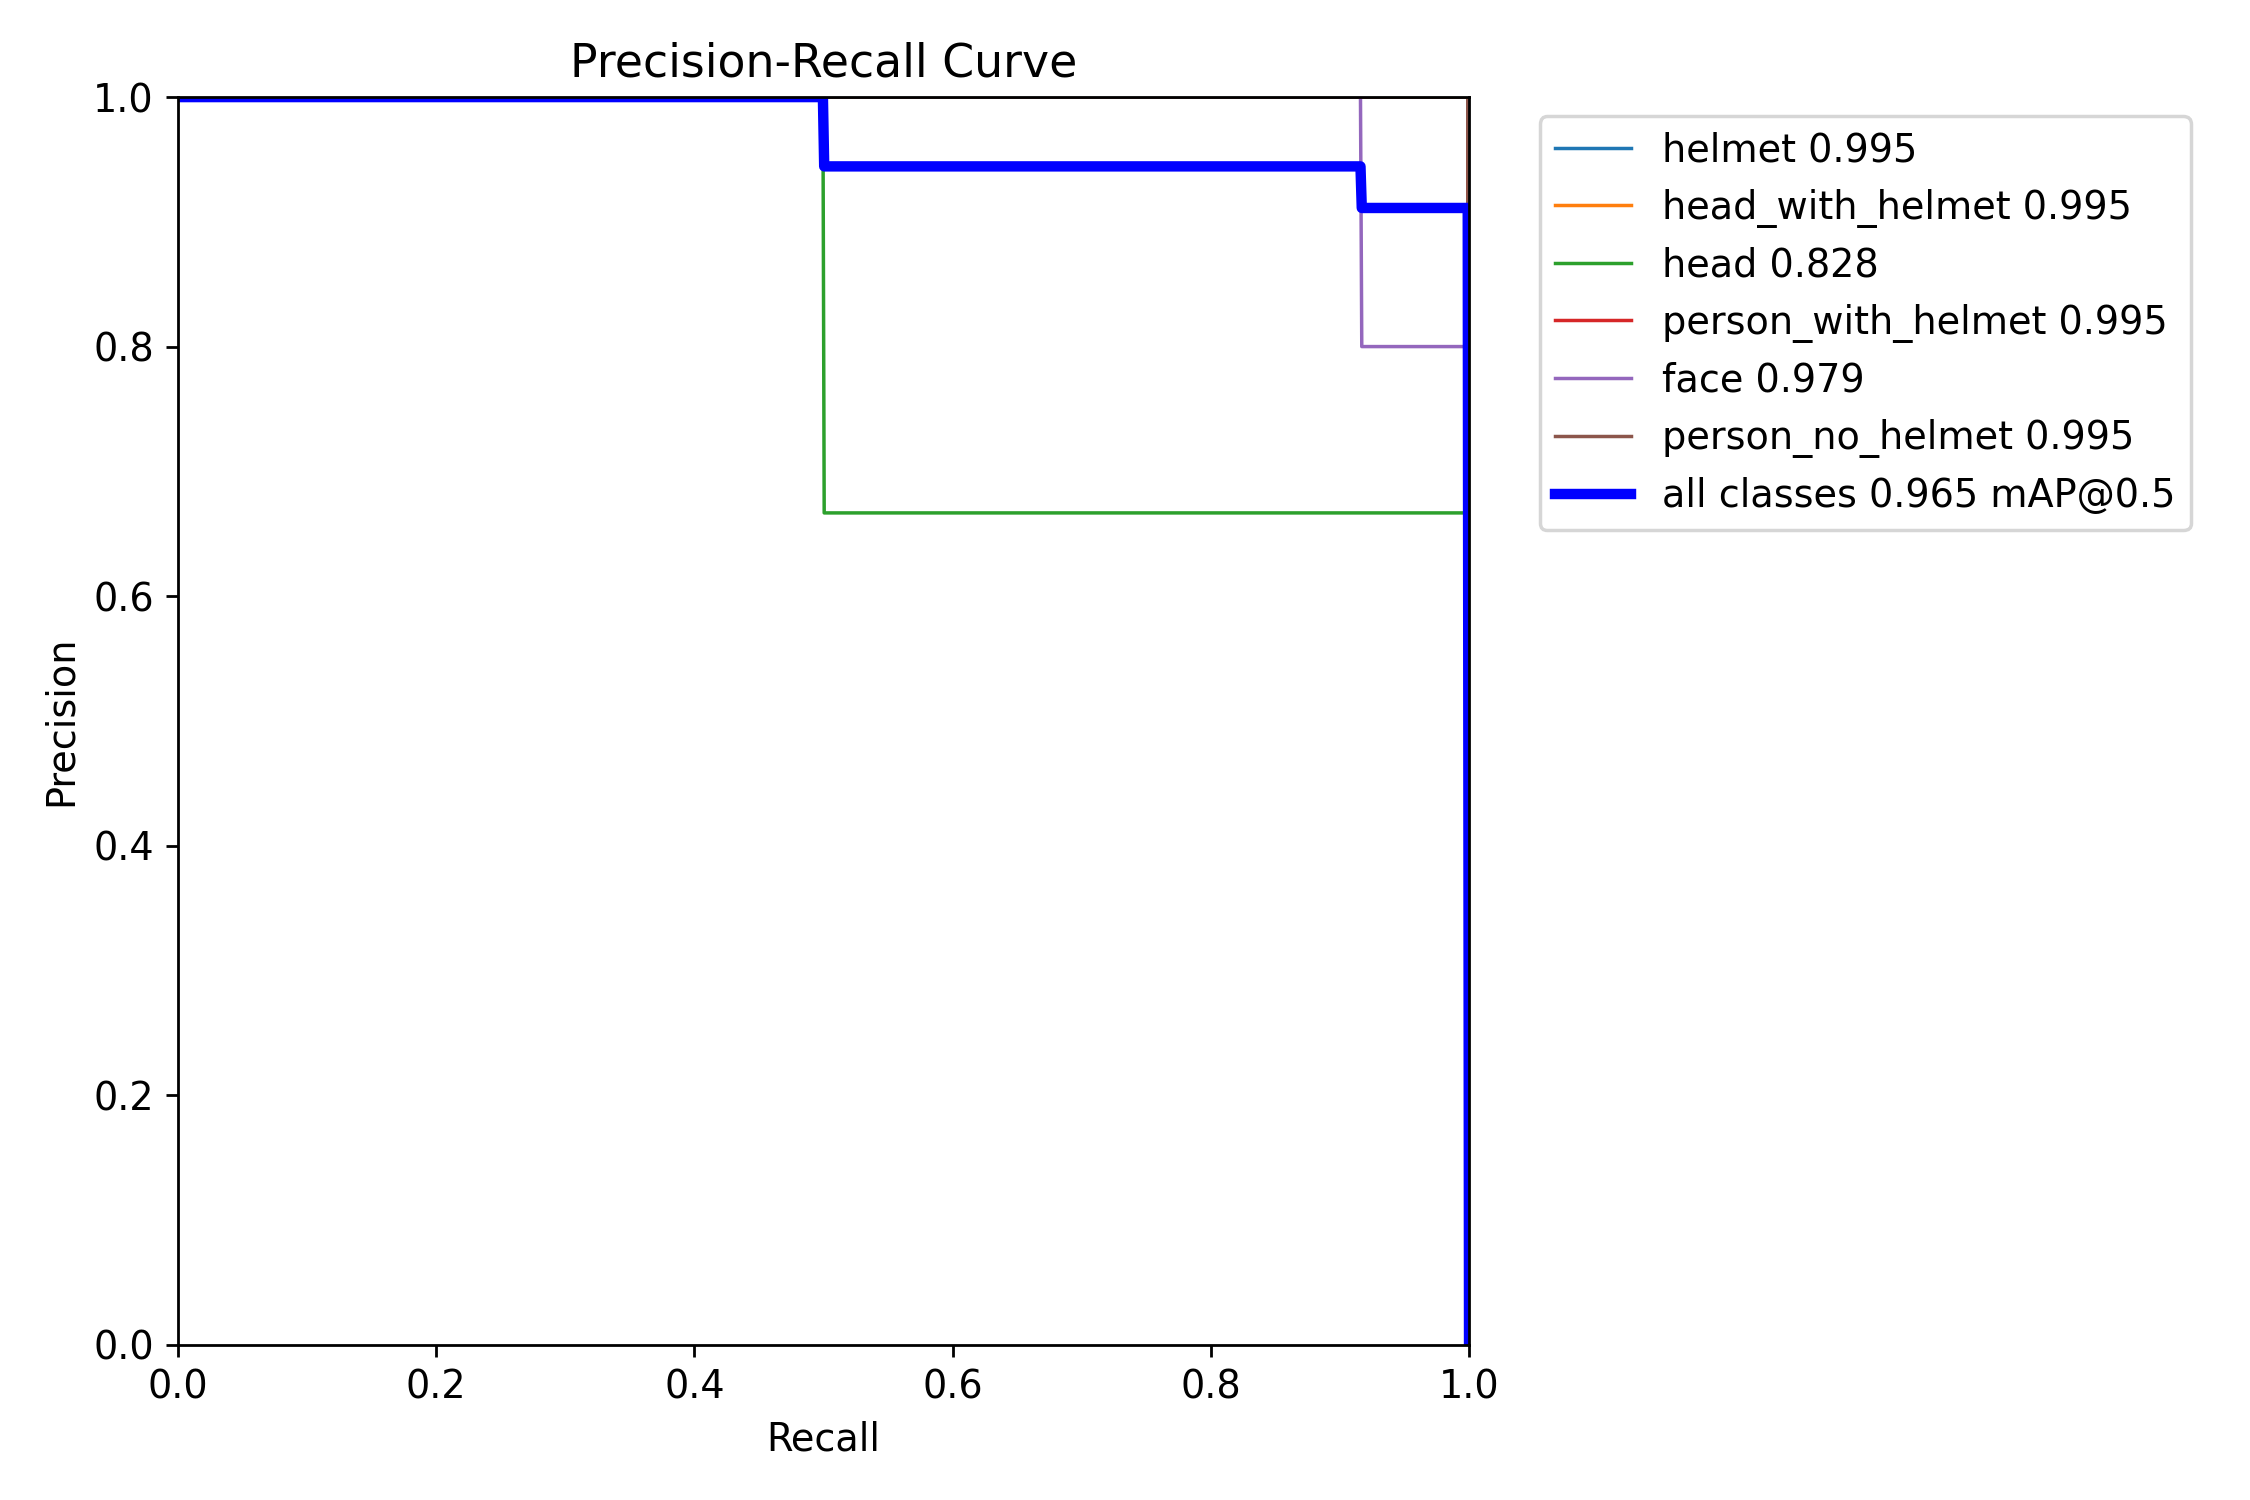 Precision-Recall Curve
1.0
0.8
0.6
0.4
0.2
0.0
Precision
0.0 0.2 0.4 0.6 0.8 1.0
Recall
helmet 0.995
head_with_helmet 0.995
head 0.828
person_with_helmet 0.995
face 0.979
person_no_helmet 0.995
all classes 0.965 mAP@0.5